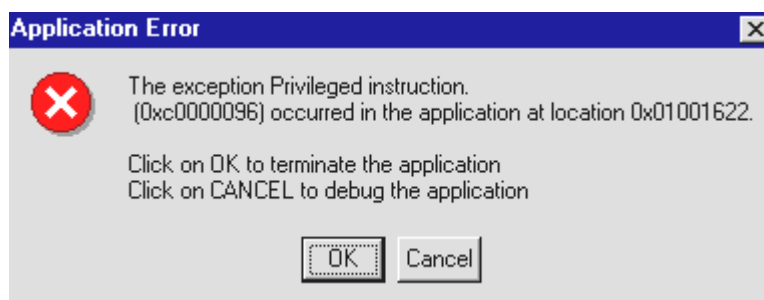 Application Error
The exception Privileged instruction.
(0xc0000096) occurred in the application at location 0x01001622.
Click on OK to terminate the application
Click on CANCEL to debug the application
OK
Cancel